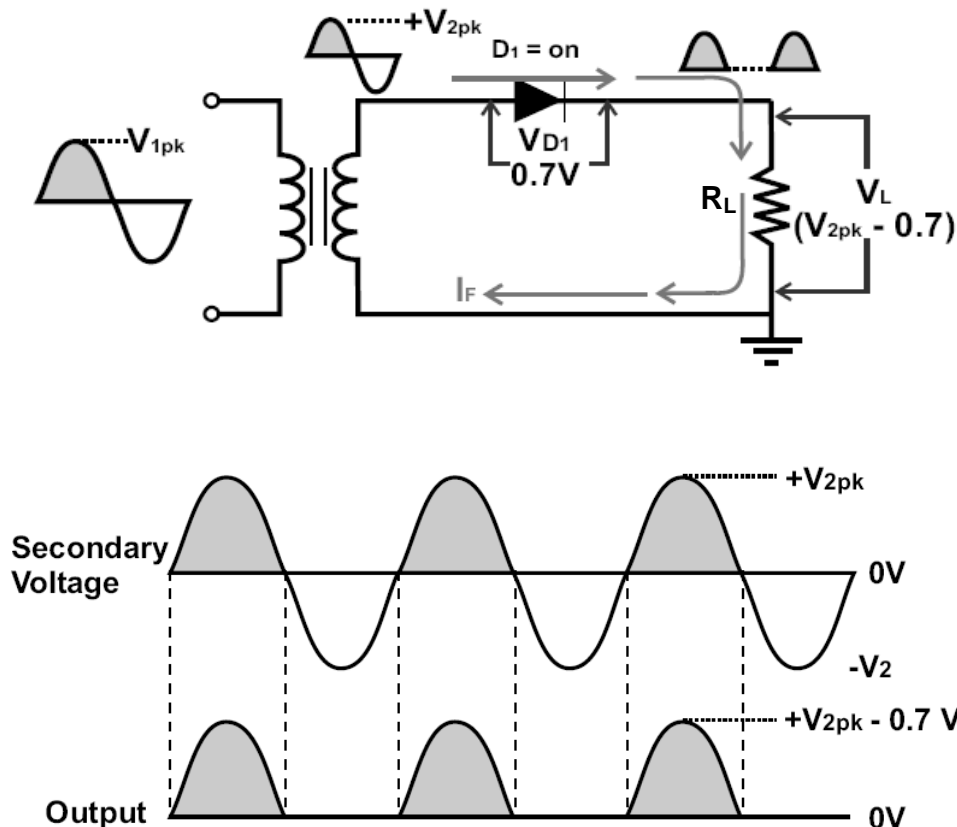 +V2pk
D1 = on
V1pk
VD1
0.7V
RL
VL
(V2pk - 0.7)
IF
+V2pk
Secondary
Voltage
0V
-V2
+V2pk - 0.7 V
Output
0V